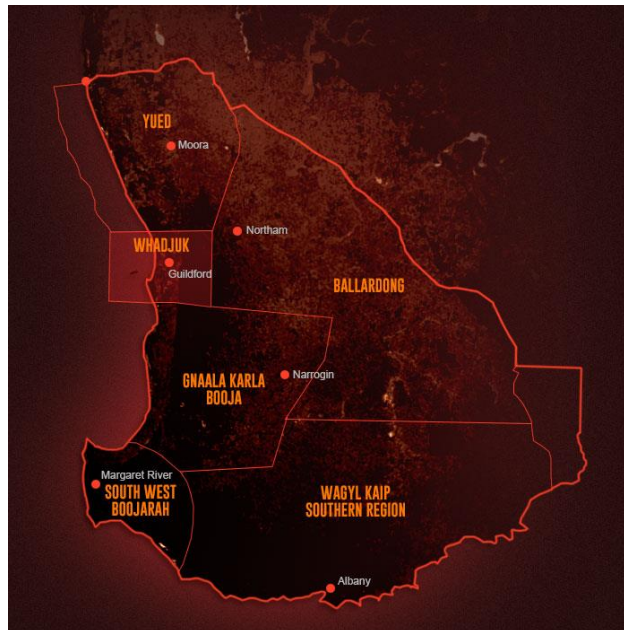 YUED
Moora
Northam
WHADJUK
Guildford
BALLARDONG
GNAALA KARLA
BOOJA
Narrogin
Margaret River
SOUTH WEST
BOOJARAH
WAGYL KAIP
SOUTHERN REGION
Albany